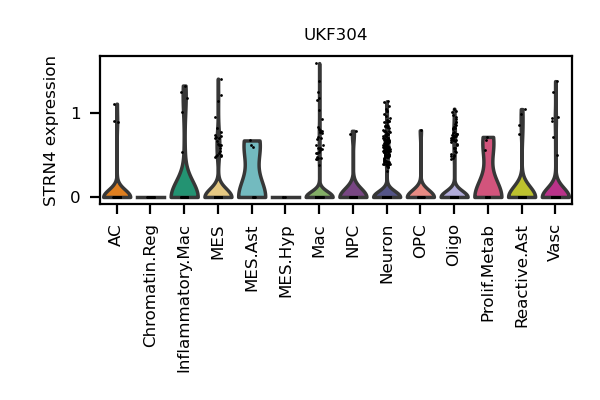 UKF304
STRN4 expression
1
0
AC
Chromatin.Reg
Inflammatory.Mac
MES
MES.Ast
MES.Hyp
Mac
NPC
Neuron
OPC
Oligo
Prolif.Metab
Reactive.Ast
Vasc